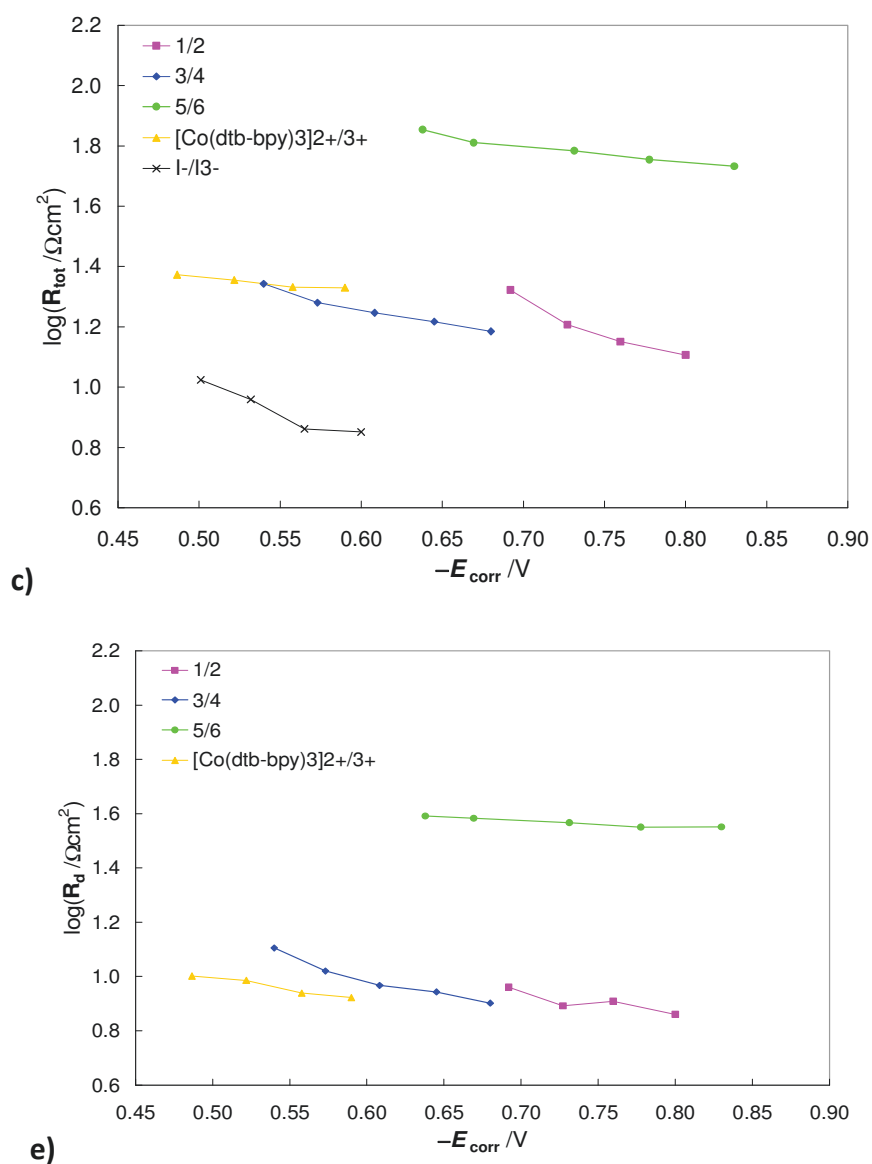 2.2
2.0
1.8
1.6
1.4
1.2
1.0
0.8
0.6
log(Rtot /Ωcm²)
1/2
3/4
5/6
[Co(dtb-bpy)3]2+/3+
I-/I3-
0.45 0.50 0.55 0.60 0.65 0.70 0.75 0.80 0.85 0.90
–Ecorr /V
c)
2.2
2.0
1.8
1.6
1.4
1.2
1.0
0.8
0.6
log(Rd /Ωcm²)
1/2
3/4
5/6
[Co(dtb-bpy)3]2+/3+
0.45 0.50 0.55 0.60 0.65 0.70 0.75 0.80 0.85 0.90
–Ecorr /V
e)